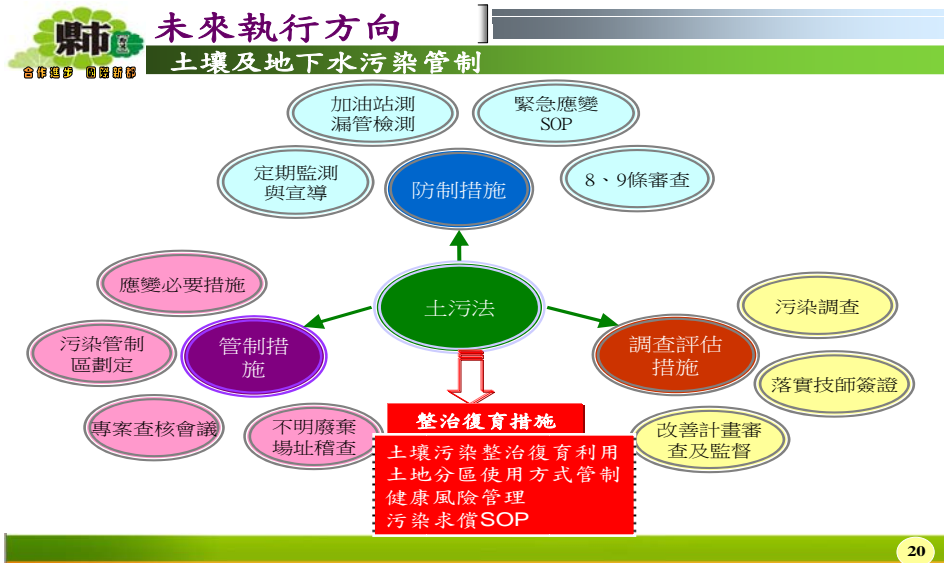 縣市
合作進步 國際新都
未來執行方向
土壤及地下水污染管制
加油站測
漏管檢測
緊急應變
SOP
定期監測
與宣導
防制措施
8、9條審查
應變必要措施
土污法
污染調查
污染管制
區劃定
管制措
施
調查評估
措施
落實技師簽證
專案查核會議
不明廢棄
場址稽查
整治復育措施
改善計畫審
查及監督
土壤污染整治復育利用
土地分區使用方式管制
健康風險管理
污染求償SOP
20